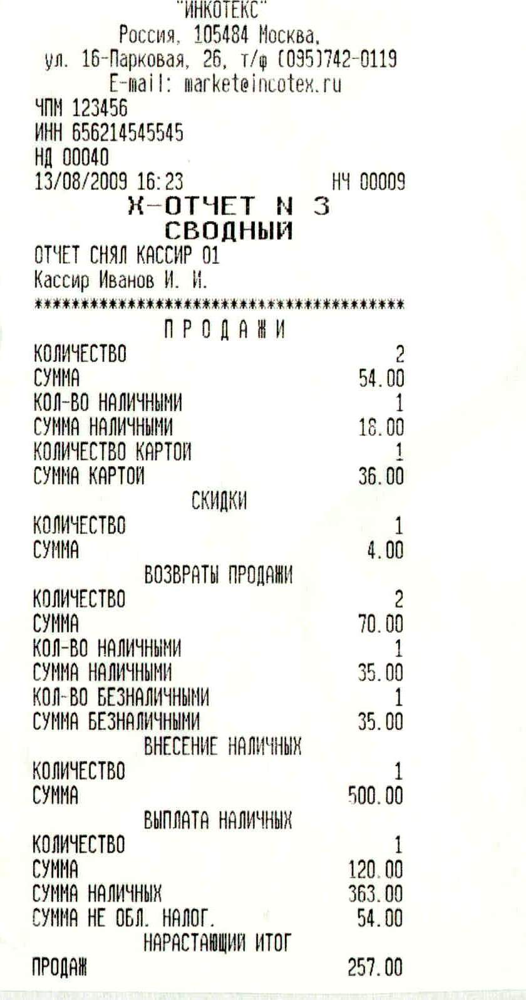 "ИНКОТЕКС"
Россия, 105484 Москва,
ул. 16-Парковая, 26, т/ф (095)742-0119
E-mail: market@incotex.ru
ЧПМ 123456
ИНН 656214545545
НД 00040
13/08/2009 16:23 НЧ 00009
X-ОТЧЕТ N 3
СВОДНЫЙ
ОТЧЕТ СНЯЛ КАССИР 01
Кассир Иванов И. И.
****************************************
П Р О Д А Ж И
КОЛИЧЕСТВО 2
СУММА 54.00
КОЛ-ВО НАЛИЧНЫМИ 1
СУММА НАЛИЧНЫМИ 18.00
КОЛИЧЕСТВО КАРТОЙ 1
СУММА КАРТОЙ 36.00
СКИДКИ
КОЛИЧЕСТВО 1
СУММА 4.00
ВОЗВРАТЫ ПРОДАЖИ
КОЛИЧЕСТВО 2
СУММА 70.00
КОЛ-ВО НАЛИЧНЫМИ 1
СУММА НАЛИЧНЫМИ 35.00
КОЛ-ВО БЕЗНАЛИЧНЫМИ 1
СУММА БЕЗНАЛИЧНЫМИ 35.00
ВНЕСЕНИЕ НАЛИЧНЫХ
КОЛИЧЕСТВО 1
СУММА 500.00
ВЫПЛАТА НАЛИЧНЫХ
КОЛИЧЕСТВО 1
СУММА 120.00
СУММА НАЛИЧНЫХ 363.00
СУММА НЕ ОБЛ. НАЛОГ. 54.00
НАРАСТАЮЩИЙ ИТОГ
ПРОДАЖ 257.00